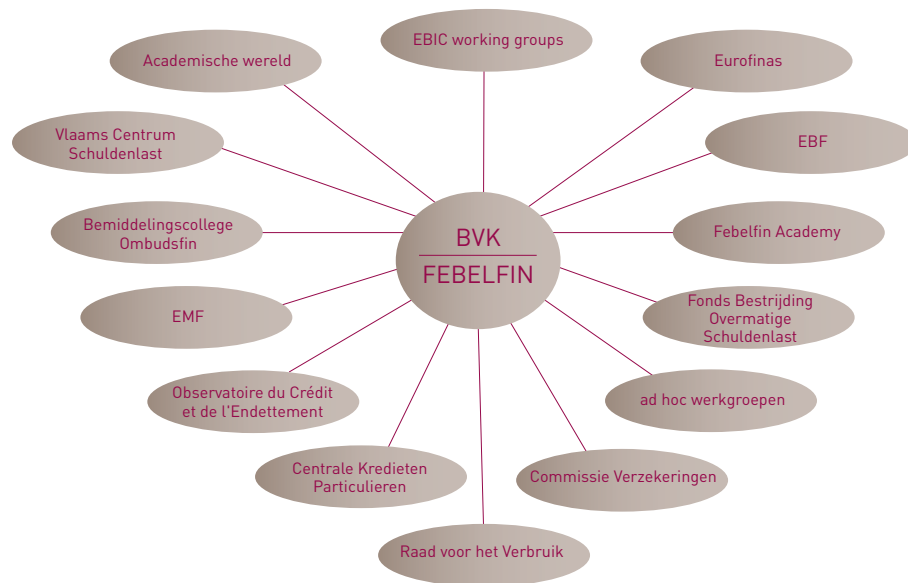 EBIC working groups
Academische wereld
Eurofinas
Vlaams Centrum
Schuldenlast
EBF
Bemiddelingscollege
Ombudsfin
BVK
FEBELFIN
Febelfin Academy
EMF
Fonds Bestrijding
Overmatige
Schuldenlast
Observatoire du Crédit
et de l'Endettement
ad hoc werkgroepen
Centrale Kredieten
Particulieren
Commissie Verzekeringen
Raad voor het Verbruik